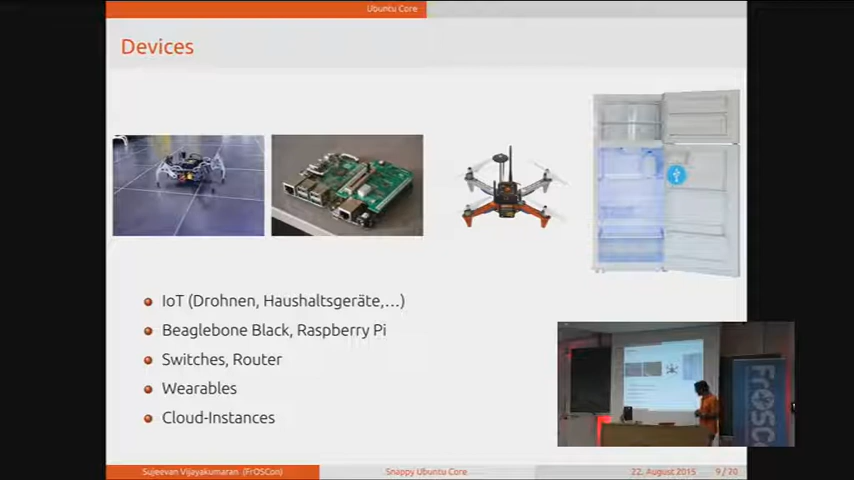 Ubuntu Core
Devices
IoT (Drohnen, Haushaltsgeräte,...)
Beaglebone Black, Raspberry Pi
Switches, Router
Wearables
Cloud-Instances
FrOSCo
Sujeevan Vijayakumaran (FrOSCon)
Snappy Ubuntu Core
22. August 2015
9 / 20